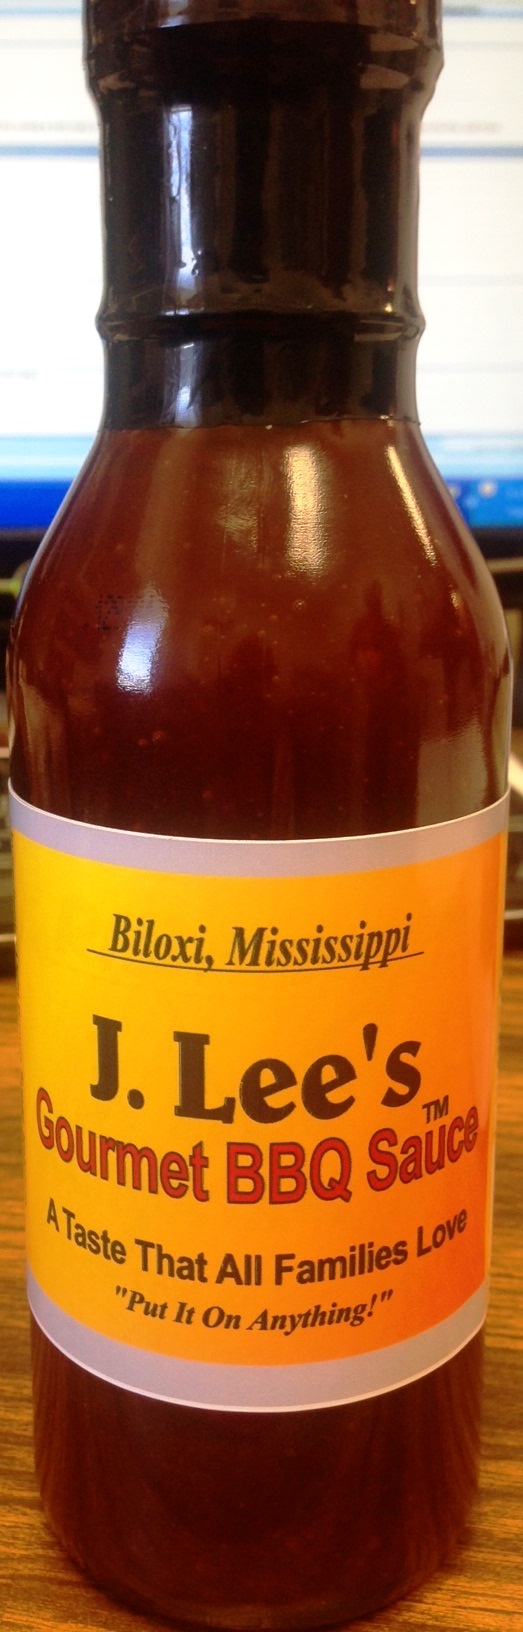 Biloxi, Mississippi
J. Lee's
Gourmet BBQ Sauce™
A Taste That All Families Love
"Put It On Anything!"